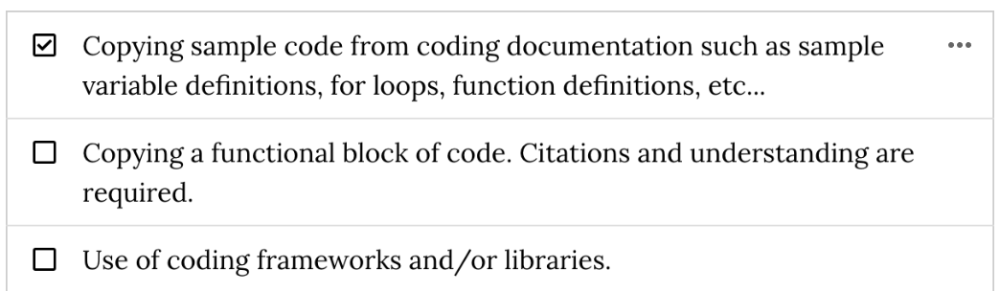 Copying sample code from coding documentation such as sample
variable definitions, for loops, function definitions, etc...
Copying a functional block of code. Citations and understanding are
required.
Use of coding frameworks and/or libraries.